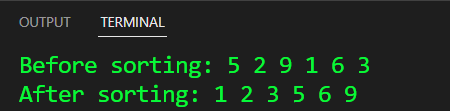 OUTPUT TERMINAL
Before sorting: 5 2 9 1 6 3
After sorting: 1 2 3 5 6 9